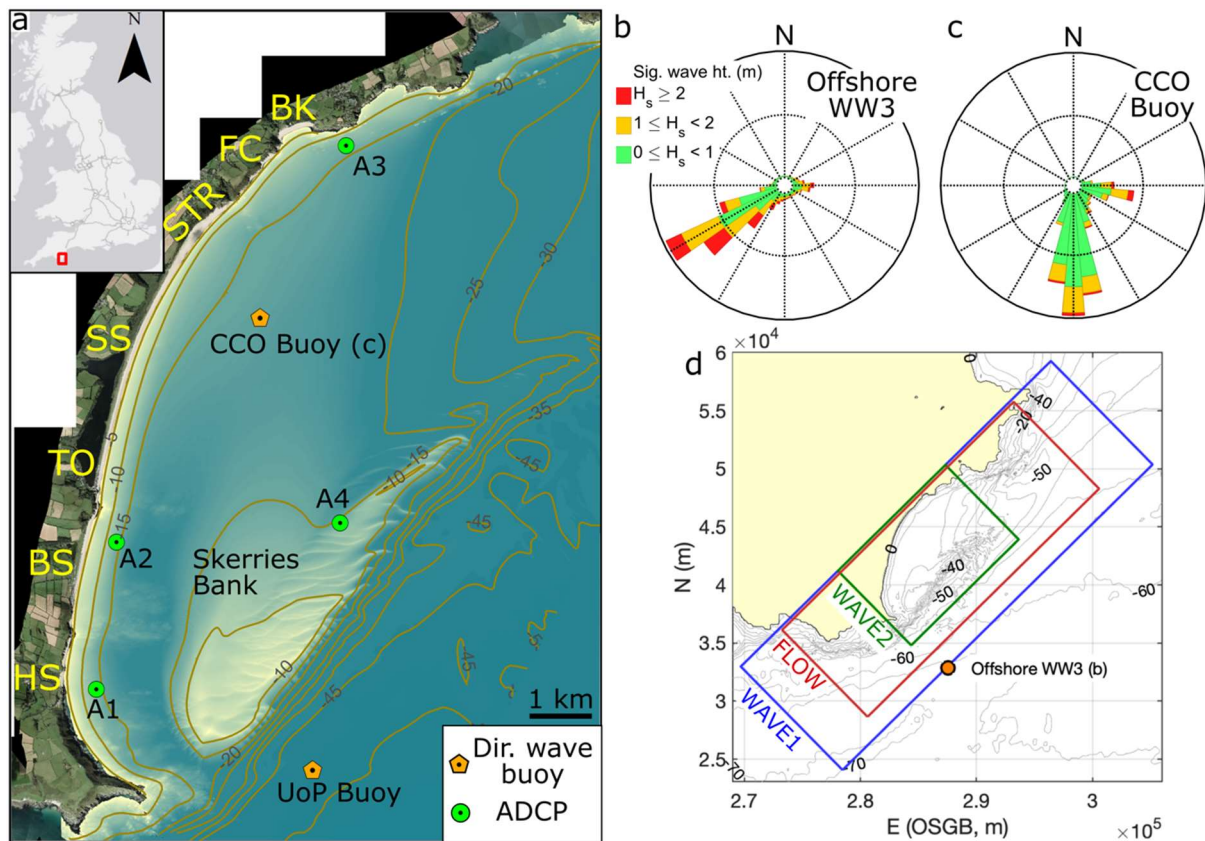 a
N
BK
FC
STR
SS
TO
BS
HS
A3
CCO Buoy (c)
A4
A2
Skerries
Bank
A1
UoP Buoy
1 km
Dir. wave
buoy
ADCP
-20
-25
-30
-35
-5
-10
-15
-10
-15
-45
-45
-10
-45
-45
-20
b
N
Offshore
WW3
Sig. wave ht. (m)
Hs ≥ 2
1 ≤ Hs < 2
0 ≤ Hs < 1
c
N
CCO
Buoy
d
×10⁴
6
5.5
5
4.5
4
3.5
3
2.5
N (m)
0
-40
-20
-50
0
-40
-50
-60
-60
-70
-70
WAVE2
FLOW
WAVE1
Offshore WW3 (b)
2.7
2.8
2.9
3
E (OSGB, m)
×10⁵